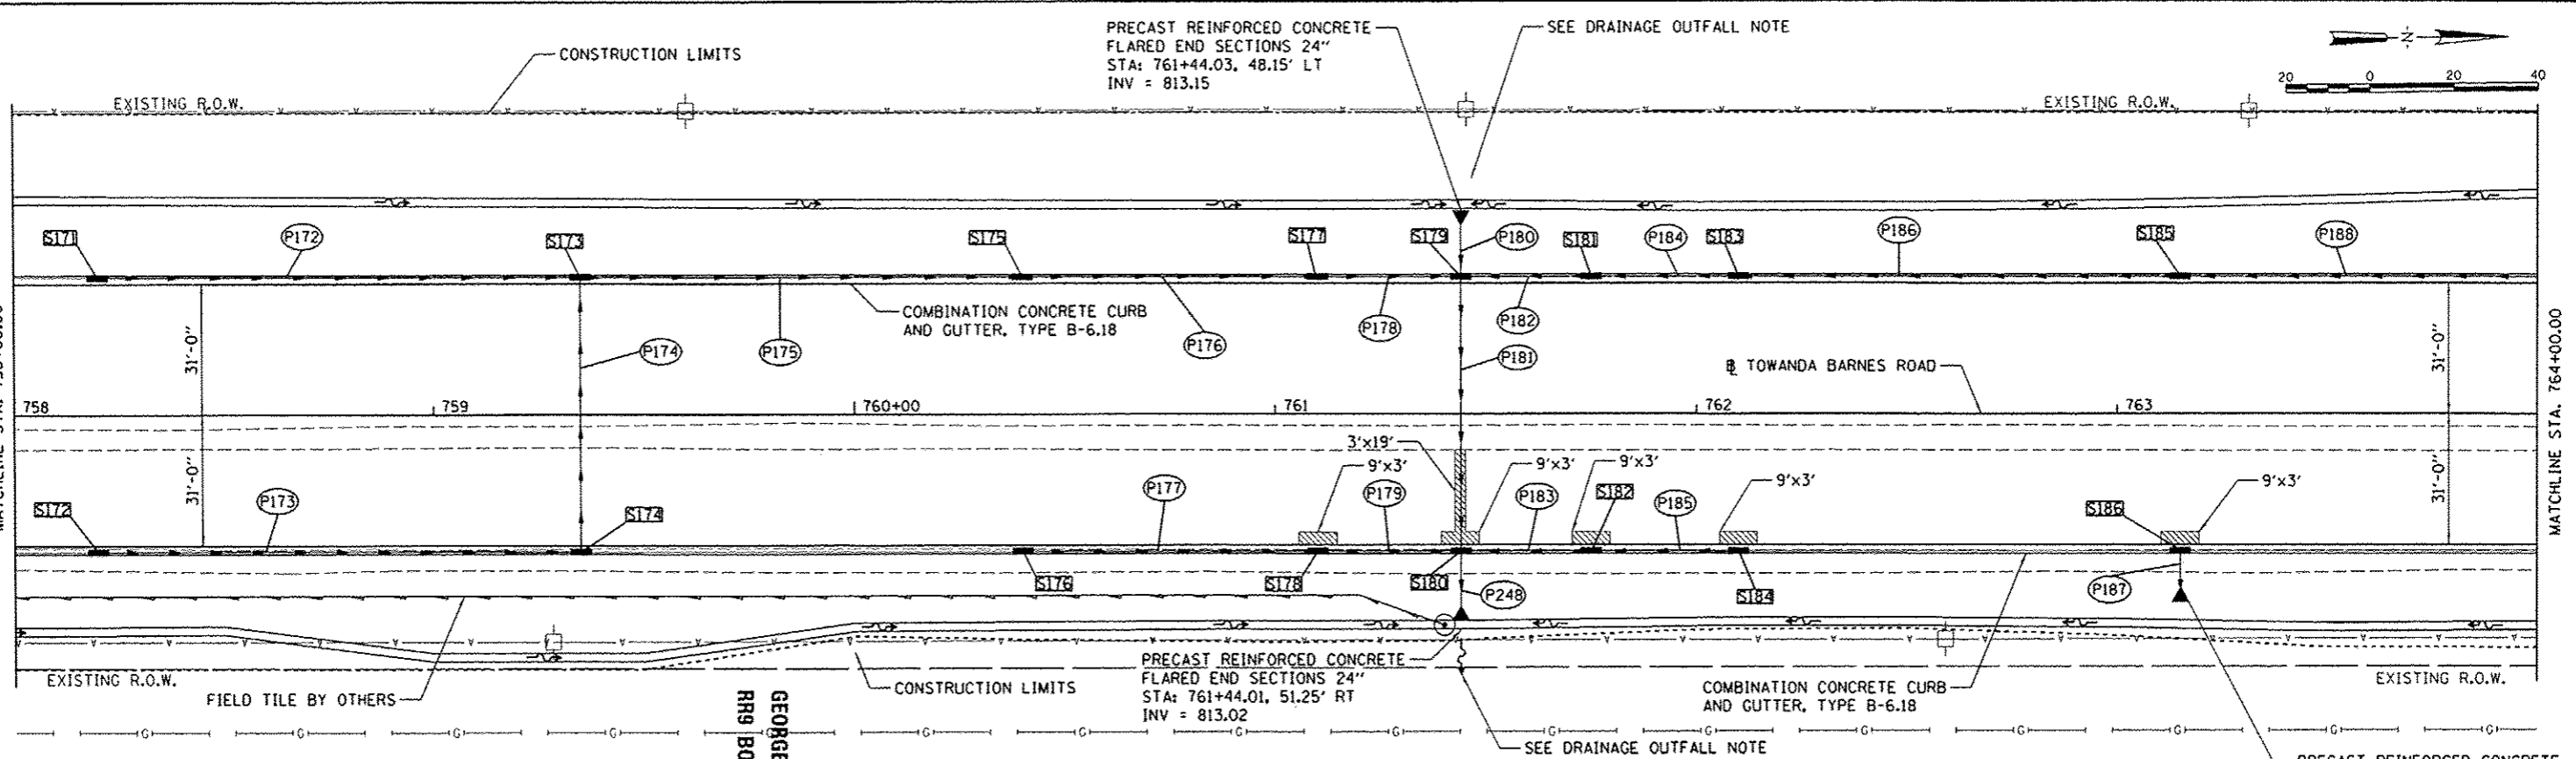 PRECAST REINFORCED CONCRETE
FLARED END SECTIONS 24"
STA: 761+44.03, 48.15' LT
INV = 813.15
SEE DRAINAGE OUTFALL NOTE
CONSTRUCTION LIMITS
Z
20 0 20 40
EXISTING R.O.W.
EXISTING R.O.W.
S171
P172
S173
S175
S177
S179
P180
S181
P184
S183
P186
S185
P188
COMBINATION CONCRETE CURB
AND GUTTER, TYPE B-6.18
P174
P175
P176
P178
P182
P181
31'-0"
31'-0"
℄ TOWANDA BARNES ROAD
MATCHLINE STA. 764+00.00
758
759
760+00
761
762
763
3'x19'
9'x3'
9'x3'
9'x3'
9'x3'
9'x3'
31'-0"
31'-0"
S172
P173
S174
P177
P179
P183
S182
P185
S186
S176
S178
S180
P248
S184
P187
EXISTING R.O.W.
FIELD TILE BY OTHERS
CONSTRUCTION LIMITS
PRECAST REINFORCED CONCRETE
FLARED END SECTIONS 24"
STA: 761+44.01, 51.25' RT
INV = 813.02
COMBINATION CONCRETE CURB
AND GUTTER, TYPE B-6.18
EXISTING R.O.W.
GEORGE
RR9 BO
G G G G G G G G G G G G G G G
SEE DRAINAGE OUTFALL NOTE
PRECAST REINFORCED CONCRETE